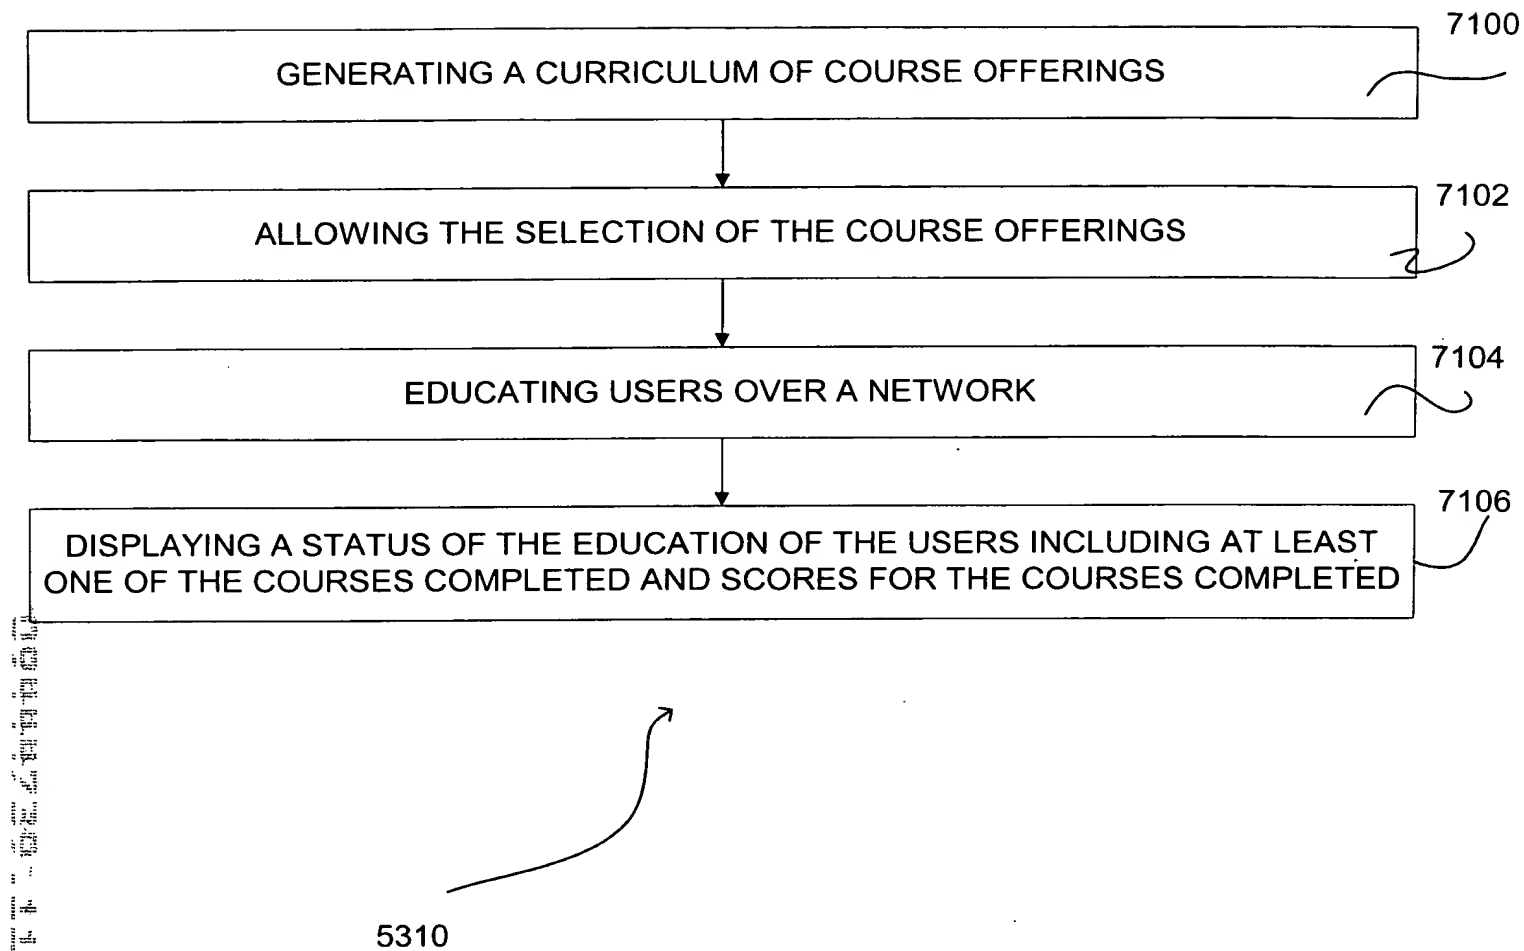 7100
GENERATING A CURRICULUM OF COURSE OFFERINGS
7102
ALLOWING THE SELECTION OF THE COURSE OFFERINGS
7104
EDUCATING USERS OVER A NETWORK
7106
DISPLAYING A STATUS OF THE EDUCATION OF THE USERS INCLUDING AT LEAST
ONE OF THE COURSES COMPLETED AND SCORES FOR THE COURSES COMPLETED
5310